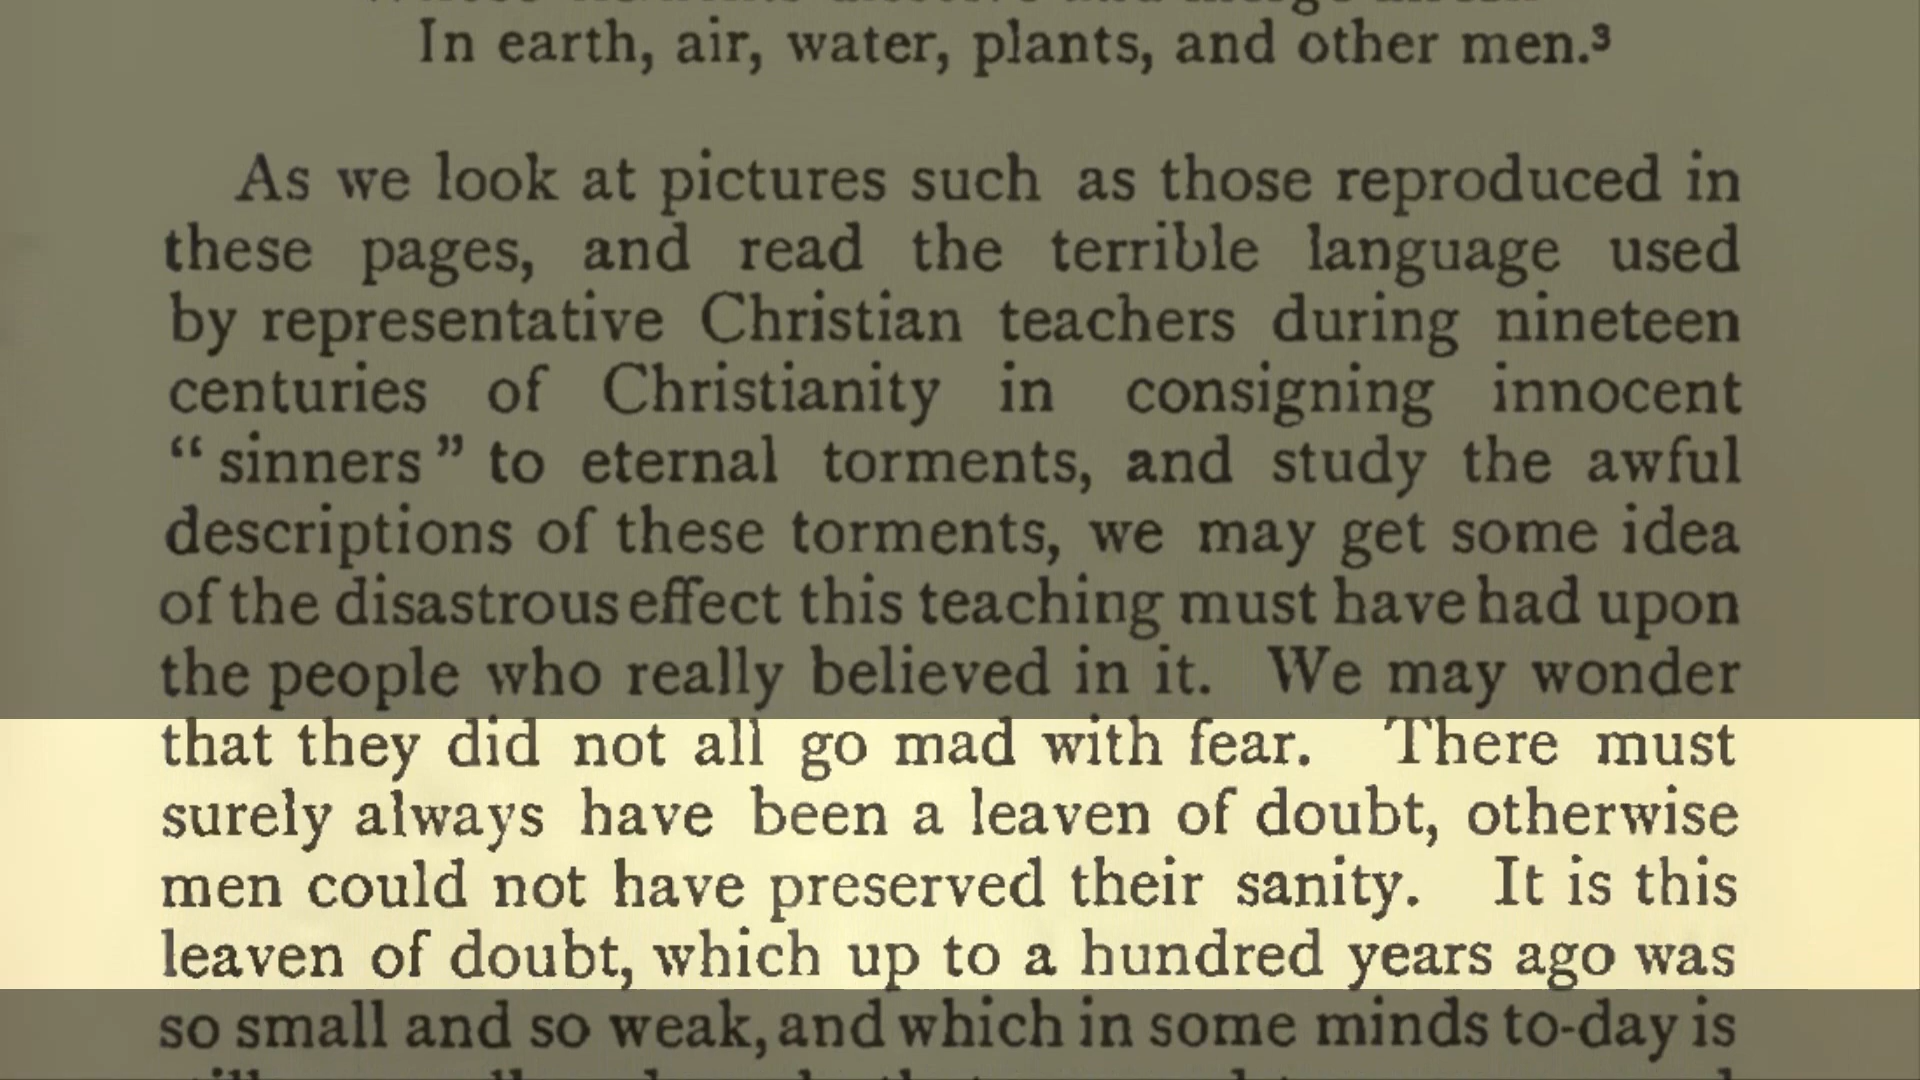 In earth, air, water, plants, and other men.³
As we look at pictures such as those reproduced in
these pages, and read the terrible language used
by representative Christian teachers during nineteen
centuries of Christianity in consigning innocent
“sinners” to eternal torments, and study the awful
descriptions of these torments, we may get some idea
of the disastrous effect this teaching must have had upon
the people who really believed in it. We may wonder
that they did not all go mad with fear. There must
surely always have been a leaven of doubt, otherwise
men could not have preserved their sanity. It is this
leaven of doubt, which up to a hundred years ago was
so small and so weak, and which in some minds to-day is